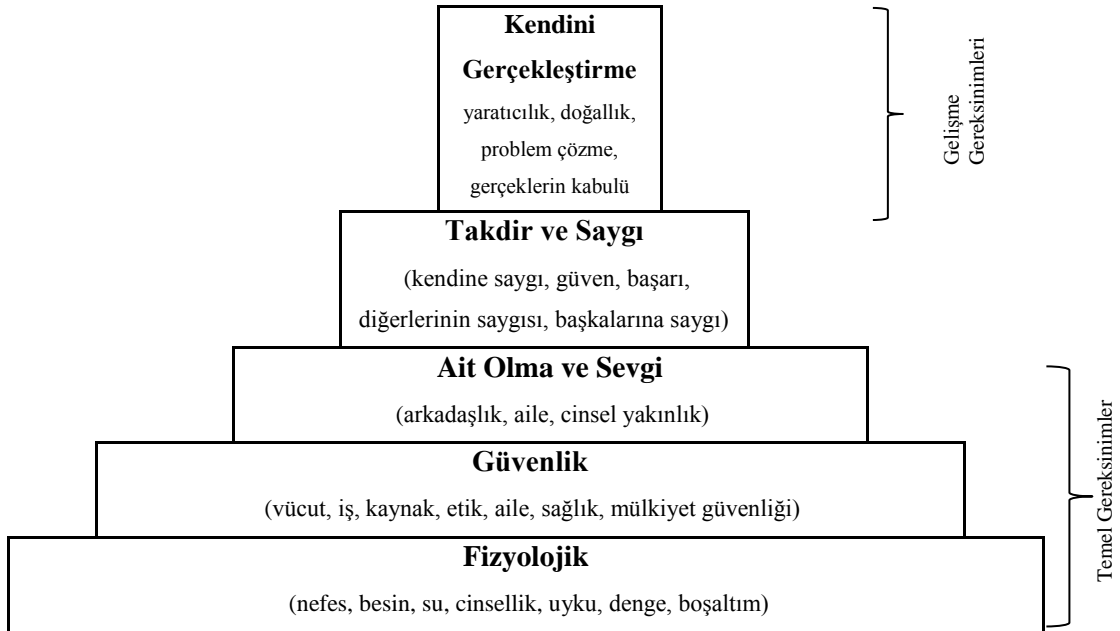 Kendini
Gerçekleştirme
yaratıcılık, doğallık,
problem çözme,
gerçeklerin kabulü
Gelişme
Gereksinimleri
Takdir ve Saygı
(kendine saygı, güven, başarı,
diğerlerinin saygısı, başkalarına saygı)
Ait Olma ve Sevgi
(arkadaşlık, aile, cinsel yakınlık)
Güvenlik
(vücut, iş, kaynak, etik, aile, sağlık, mülkiyet güvenliği)
Fizyolojik
(nefes, besin, su, cinsellik, uyku, denge, boşaltım)
Temel Gereksinimler